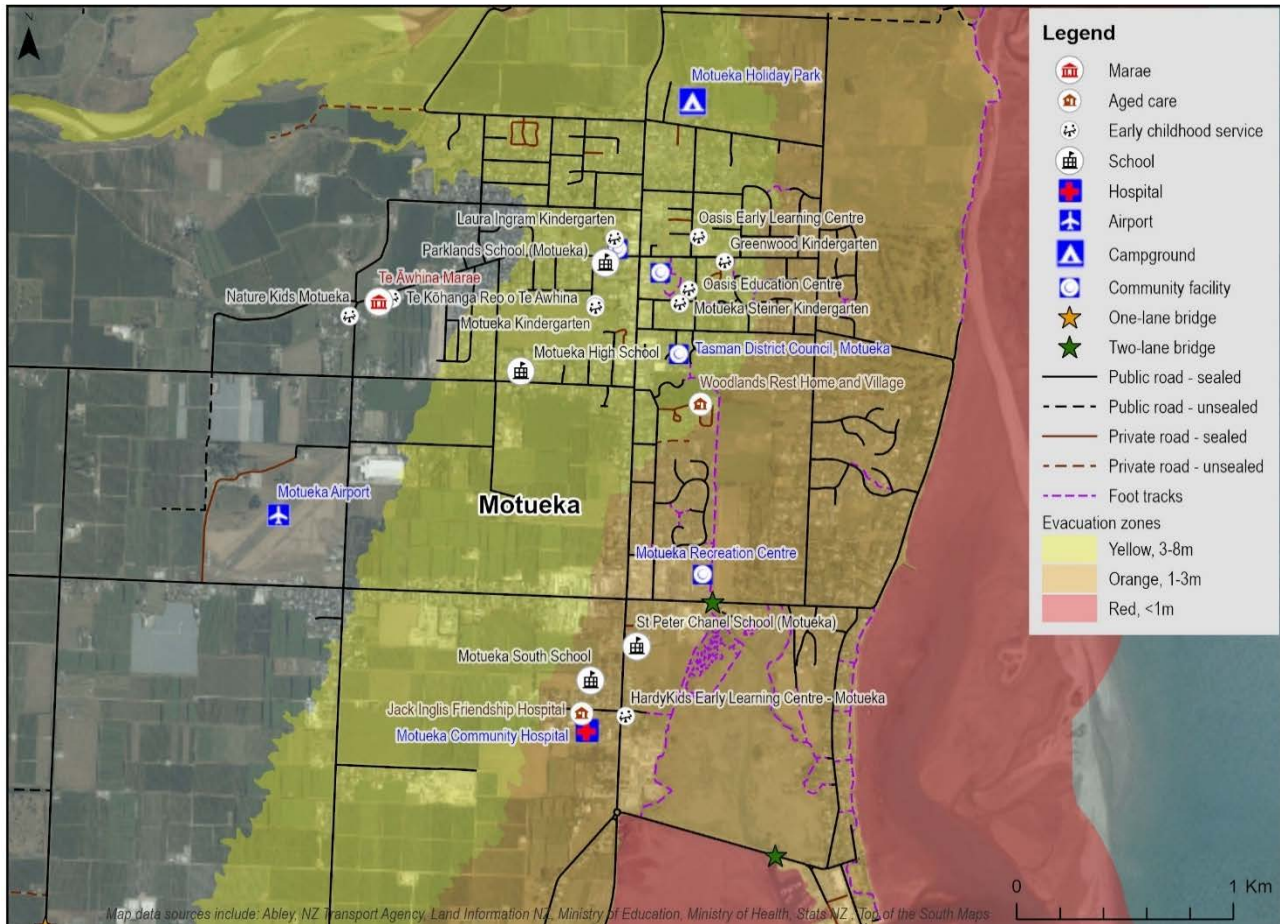 N
Motueka Holiday Park
Laura Ingram Kindergarten
Oasis Early Learning Centre
Parklands School (Motueka)
Greenwood Kindergarten
Te Āwhina Marae
Oasis Education Centre
Nature Kids Motueka
Te Kōhanga Reo o Te Awhina
Motueka Steiner Kindergarten
Motueka Kindergarten
Motueka High School
Tasman District Council, Motueka
Woodlands Rest Home and Village
Motueka Airport
Motueka
Motueka Recreation Centre
St Peter Chanel School (Motueka)
Motueka South School
HardyKids Early Learning Centre - Motueka
Jack Inglis Friendship Hospital
Motueka Community Hospital
Legend
Marae
Aged care
Early childhood service
School
Hospital
Airport
Campground
Community facility
One-lane bridge
Two-lane bridge
Public road - sealed
Public road - unsealed
Private road - sealed
Private road - unsealed
Foot tracks
Evacuation zones
Yellow, 3-8m
Orange, 1-3m
Red, <1m
0 1 Km
Map data sources include: Abley, NZ Transport Agency, Land Information NZ, Ministry of Education, Ministry of Health, Stats NZ, Top of the South Maps